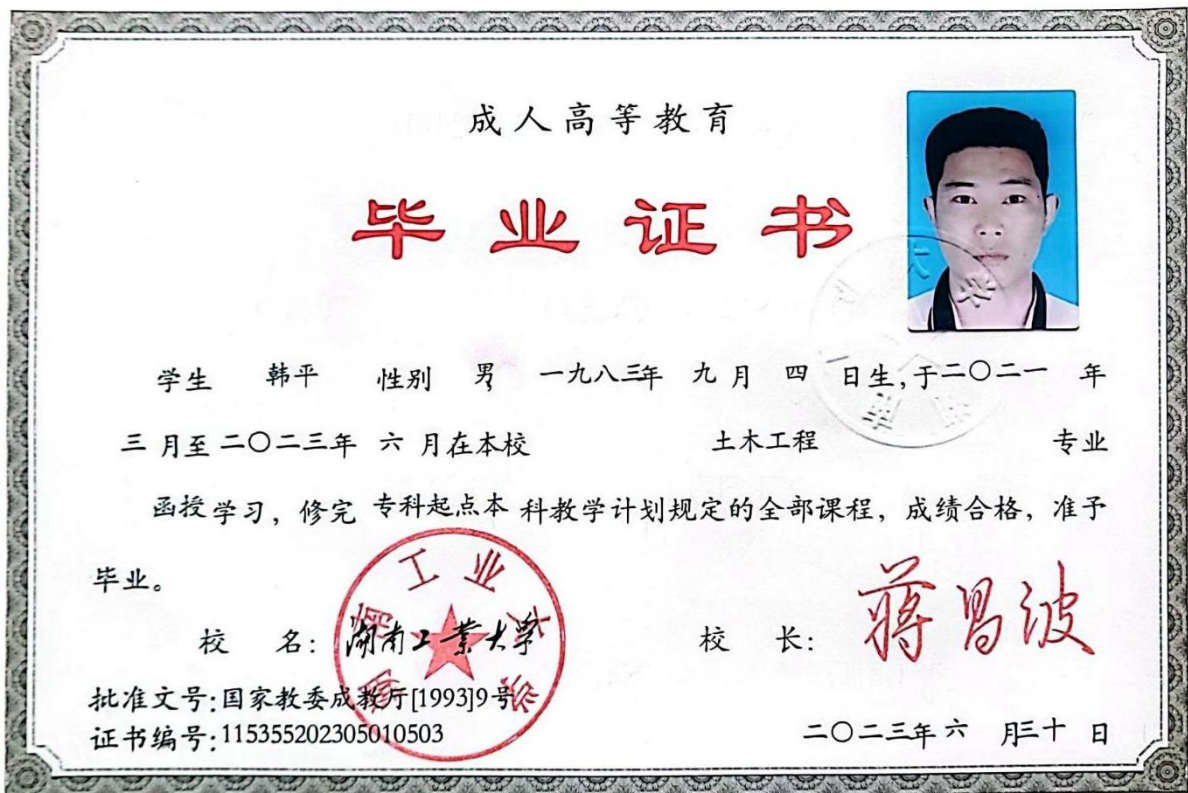 成人高等教育
毕业证书
学生 韩平 性别 男 一九八三年 九 月 四 日生,于二〇二一 年
三 月至 二〇二三年 六 月在本校 土木工程 专业
函授 学习, 修完 专科起点本 科教学计划规定的全部课程, 成绩合格, 准予
毕业。
校 名: 湖南工业大学 校 长: 蒋昌波
湖南工业大学
批准文号:国家教委成教厅[1993]9号
证书编号:115355202305010503 二〇二三年 六 月三十 日